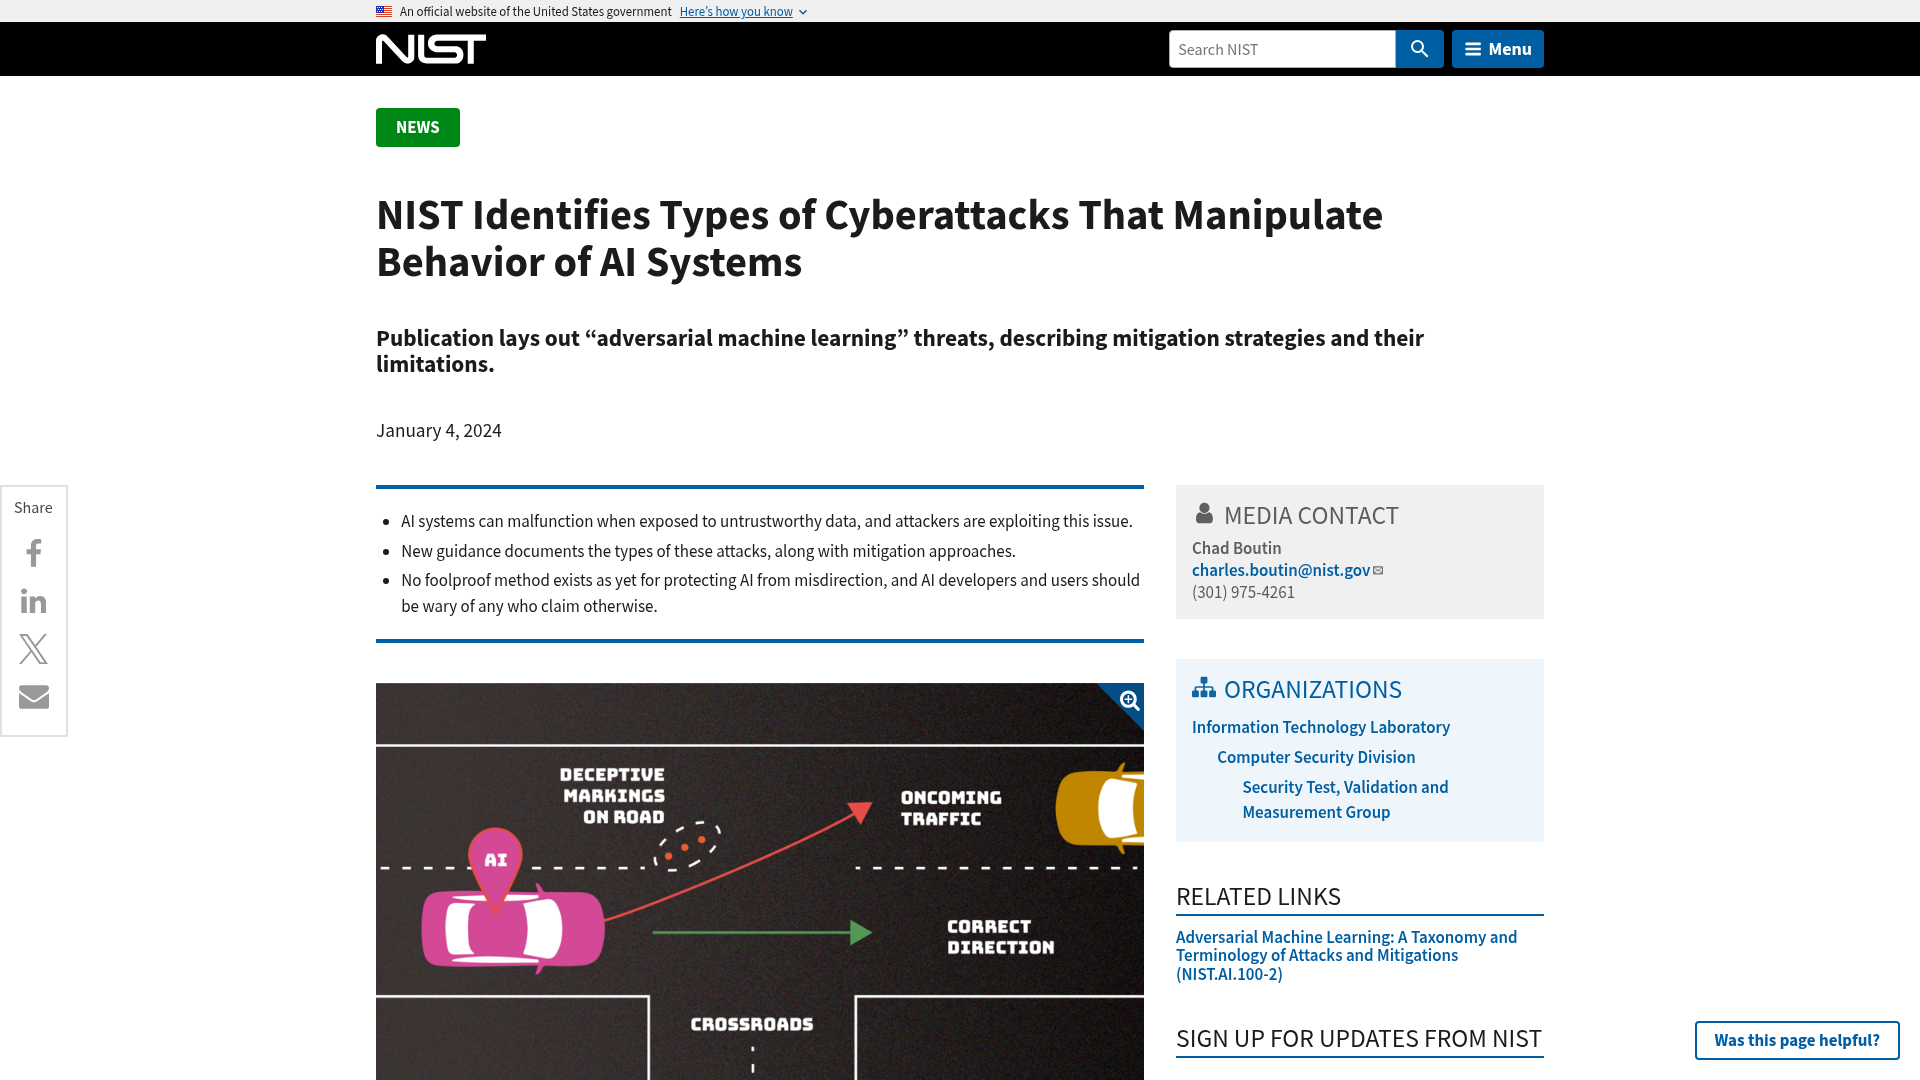 An official website of the United States government Here's how you know
NIST
Search NIST
Menu
NEWS
NIST Identifies Types of Cyberattacks That Manipulate
Behavior of AI Systems
Publication lays out “adversarial machine learning” threats, describing mitigation strategies and their
limitations.
January 4, 2024
Share
AI systems can malfunction when exposed to untrustworthy data, and attackers are exploiting this issue.
New guidance documents the types of these attacks, along with mitigation approaches.
No foolproof method exists as yet for protecting AI from misdirection, and AI developers and users should
be wary of any who claim otherwise.
DECEPTIVE
MARKINGS
ON ROAD
ONCOMING
TRAFFIC
AI
CORRECT
DIRECTION
CROSSROADS
MEDIA CONTACT
Chad Boutin
charles.boutin@nist.gov
(301) 975-4261
ORGANIZATIONS
Information Technology Laboratory
Computer Security Division
Security Test, Validation and
Measurement Group
RELATED LINKS
Adversarial Machine Learning: A Taxonomy and
Terminology of Attacks and Mitigations
(NIST.AI.100-2)
SIGN UP FOR UPDATES FROM NIST
Was this page helpful?